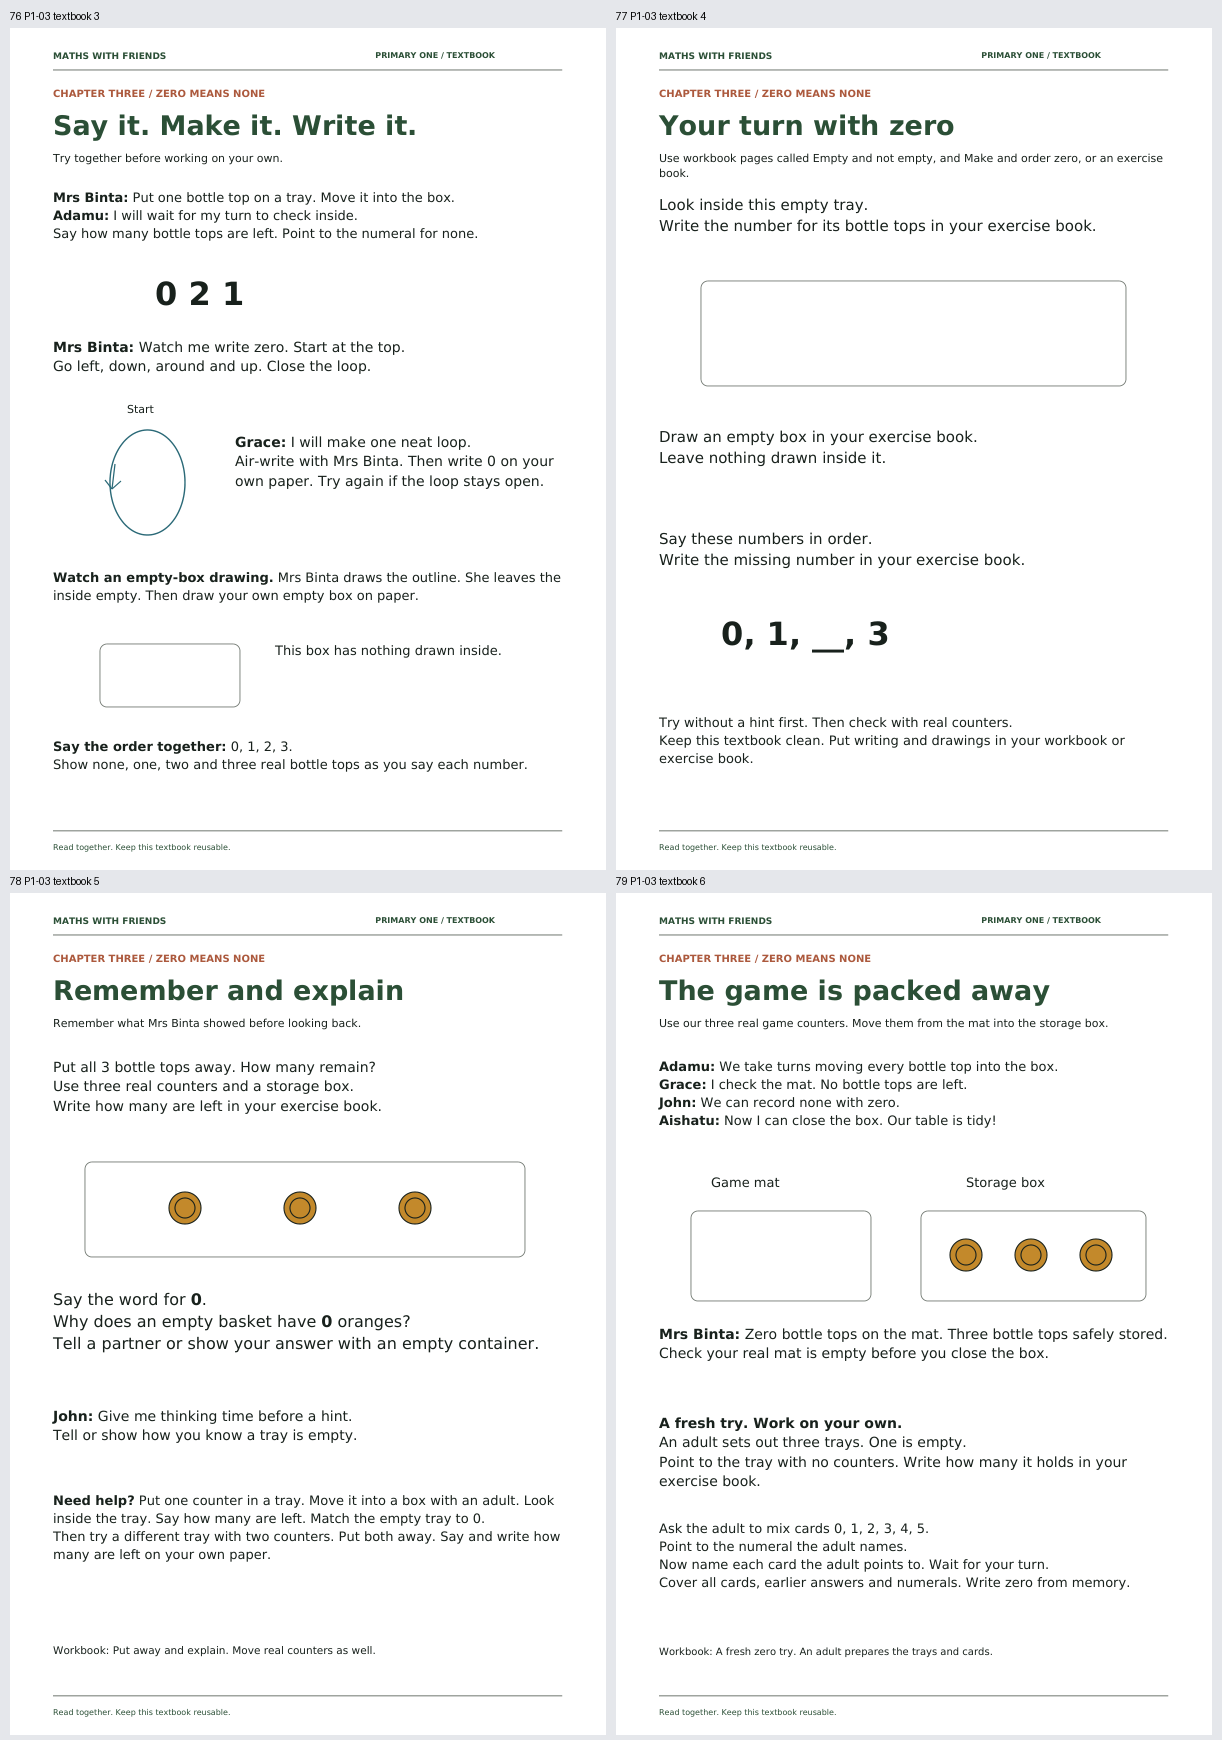 76 P1-03 textbook 3
MATHS WITH FRIENDS
PRIMARY ONE / TEXTBOOK
CHAPTER THREE / ZERO MEANS NONE
Say it. Make it. Write it.
Try together before working on your own.
Mrs Binta: Put one bottle top on a tray. Move it into the box.
Adamu: I will wait for my turn to check inside.
Say how many bottle tops are left. Point to the numeral for none.
0 2 1
Mrs Binta: Watch me write zero. Start at the top.
Go left, down, around and up. Close the loop.
Start
Grace: I will make one neat loop.
Air-write with Mrs Binta. Then write 0 on your
own paper. Try again if the loop stays open.
Watch an empty-box drawing. Mrs Binta draws the outline. She leaves the
inside empty. Then draw your own empty box on paper.
This box has nothing drawn inside.
Say the order together: 0, 1, 2, 3.
Show none, one, two and three real bottle tops as you say each number.
Read together. Keep this textbook reusable.
77 P1-03 textbook 4
MATHS WITH FRIENDS
PRIMARY ONE / TEXTBOOK
CHAPTER THREE / ZERO MEANS NONE
Your turn with zero
Use workbook pages called Empty and not empty, and Make and order zero, or an exercise
book.
Look inside this empty tray.
Write the number for its bottle tops in your exercise book.
Draw an empty box in your exercise book.
Leave nothing drawn inside it.
Say these numbers in order.
Write the missing number in your exercise book.
0, 1, __, 3
Try without a hint first. Then check with real counters.
Keep this textbook clean. Put writing and drawings in your workbook or
exercise book.
Read together. Keep this textbook reusable.
78 P1-03 textbook 5
MATHS WITH FRIENDS
PRIMARY ONE / TEXTBOOK
CHAPTER THREE / ZERO MEANS NONE
Remember and explain
Remember what Mrs Binta showed before looking back.
Put all 3 bottle tops away. How many remain?
Use three real counters and a storage box.
Write how many are left in your exercise book.
Say the word for 0.
Why does an empty basket have 0 oranges?
Tell a partner or show your answer with an empty container.
John: Give me thinking time before a hint.
Tell or show how you know a tray is empty.
Need help? Put one counter in a tray. Move it into a box with an adult. Look
inside the tray. Say how many are left. Match the empty tray to 0.
Then try a different tray with two counters. Put both away. Say and write how
many are left on your own paper.
Workbook: Put away and explain. Move real counters as well.
Read together. Keep this textbook reusable.
79 P1-03 textbook 6
MATHS WITH FRIENDS
PRIMARY ONE / TEXTBOOK
CHAPTER THREE / ZERO MEANS NONE
The game is packed away
Use our three real game counters. Move them from the mat into the storage box.
Adamu: We take turns moving every bottle top into the box.
Grace: I check the mat. No bottle tops are left.
John: We can record none with zero.
Aishatu: Now I can close the box. Our table is tidy!
Game mat
Storage box
Mrs Binta: Zero bottle tops on the mat. Three bottle tops safely stored.
Check your real mat is empty before you close the box.
A fresh try. Work on your own.
An adult sets out three trays. One is empty.
Point to the tray with no counters. Write how many it holds in your
exercise book.
Ask the adult to mix cards 0, 1, 2, 3, 4, 5.
Point to the numeral the adult names.
Now name each card the adult points to. Wait for your turn.
Cover all cards, earlier answers and numerals. Write zero from memory.
Workbook: A fresh zero try. An adult prepares the trays and cards.
Read together. Keep this textbook reusable.